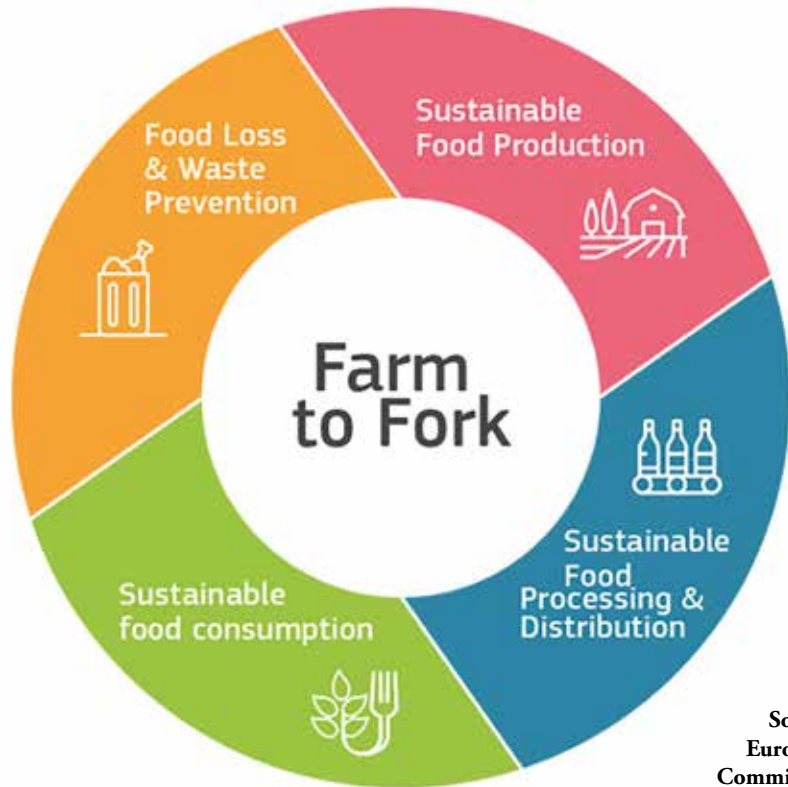 Food Loss
& Waste
Prevention
Sustainable
Food Production
Farm
to Fork
Sustainable
Food
Processing &
Distribution
Sustainable
food consumption